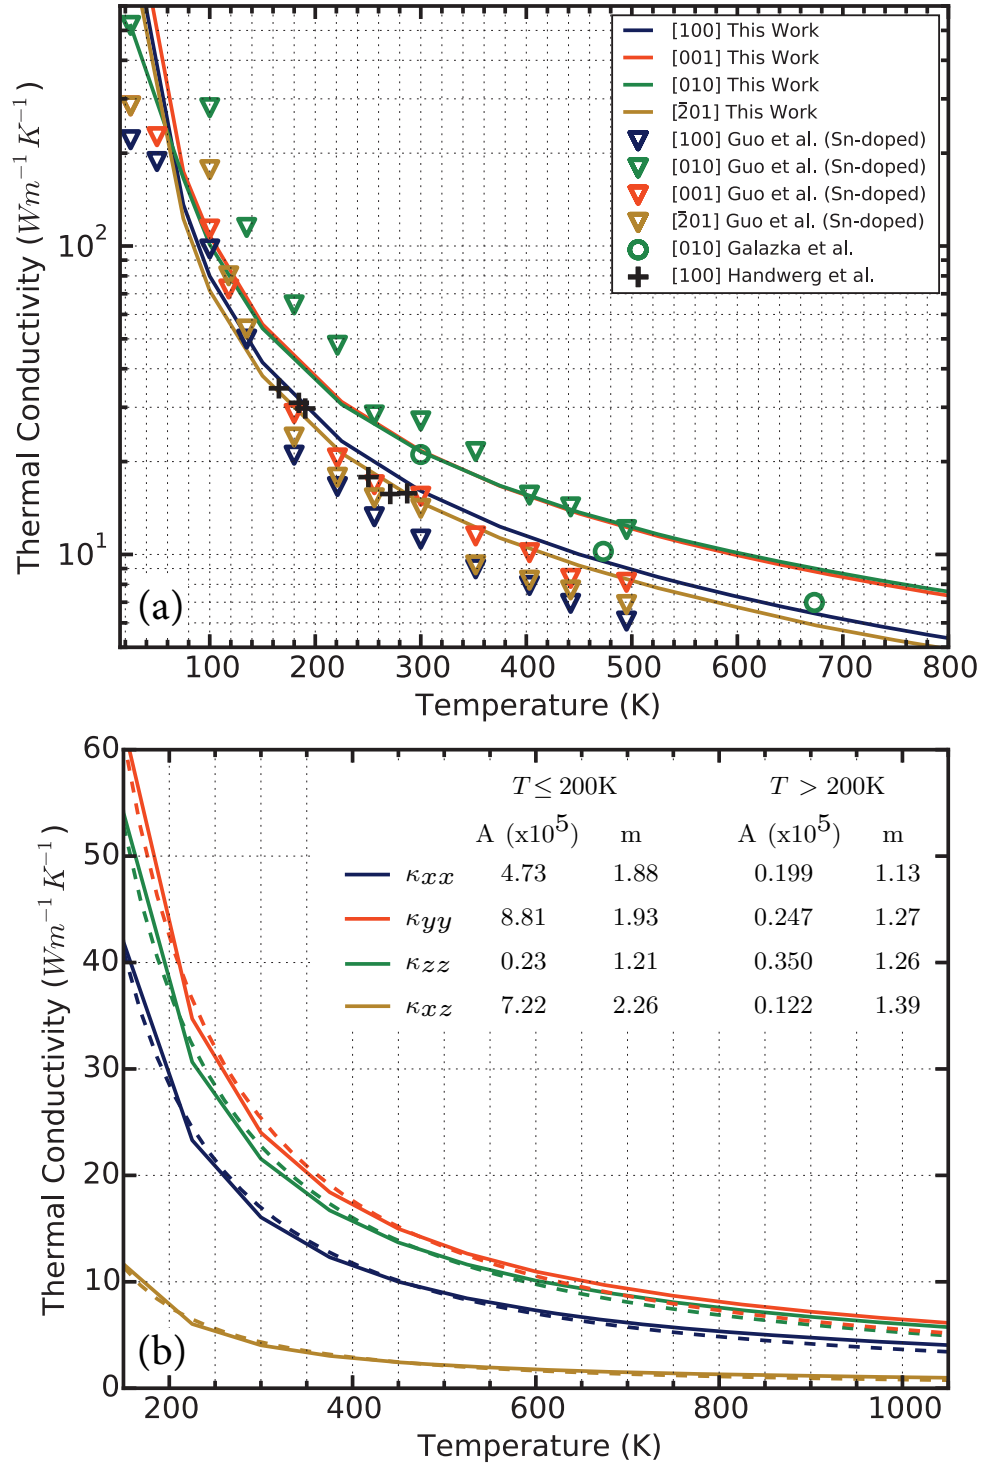 [100] This Work
[001] This Work
[010] This Work
[2̄01] This Work
[100] Guo et al. (Sn-doped)
[010] Guo et al. (Sn-doped)
[001] Guo et al. (Sn-doped)
[2̄01] Guo et al. (Sn-doped)
[010] Galazka et al.
[100] Handwerg et al.
Thermal Conductivity (Wm⁻¹ K⁻¹)
10²
10¹
(a)
100 200 300 400 500 600 700 800
Temperature (K)
60
50
40
30
20
10
0
Thermal Conductivity (Wm⁻¹ K⁻¹)
T ≤ 200K T > 200K
A (x10⁵) m A (x10⁵) m
κxx 4.73 1.88 0.199 1.13
κyy 8.81 1.93 0.247 1.27
κzz 0.23 1.21 0.350 1.26
κxz 7.22 2.26 0.122 1.39
(b)
200 400 600 800 1000
Temperature (K)